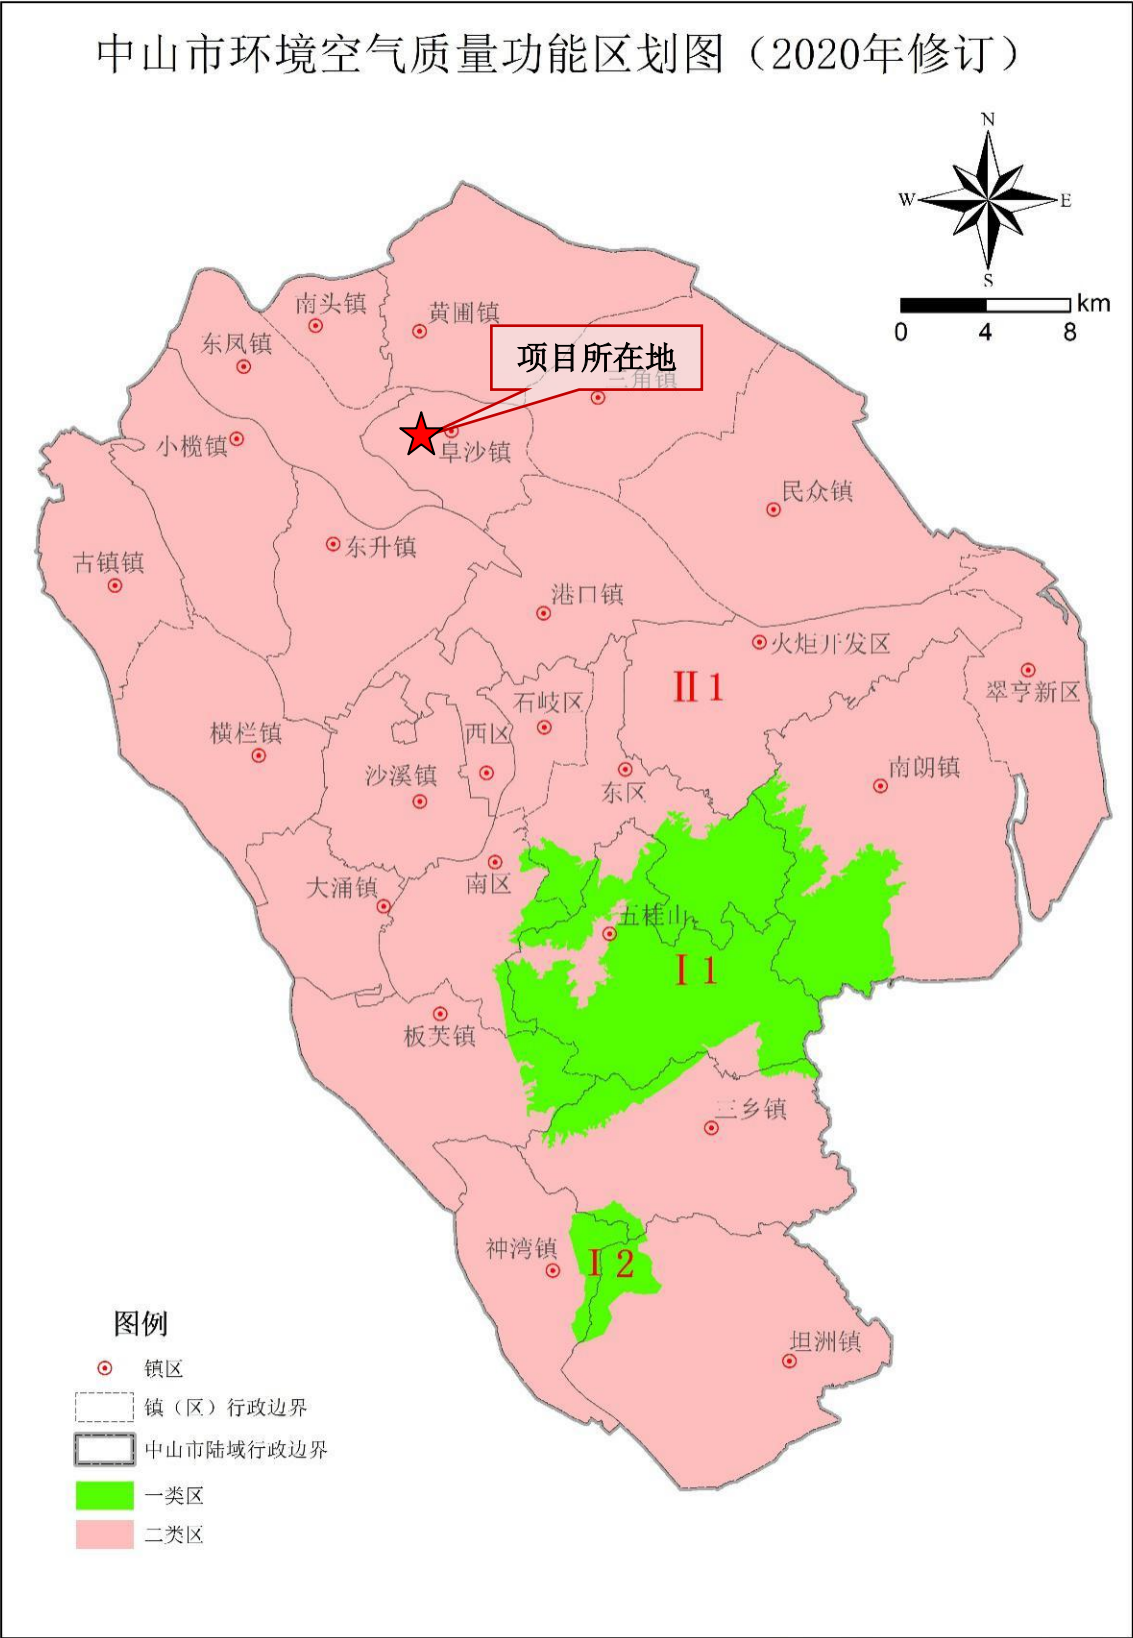 中山市环境空气质量功能区划图（2020年修订）
N
W
E
S
km
0 4 8
南头镇
黄圃镇
东凤镇
项目所在地
三角镇
小榄镇
阜沙镇
民众镇
古镇镇
东升镇
港口镇
火炬开发区
II 1
翠亨新区
石岐区
横栏镇
西区
沙溪镇
东区
南朗镇
大涌镇
南区
五桂山
I 1
板芙镇
三乡镇
神湾镇
I 2
坦洲镇
图例
镇区
镇（区）行政边界
中山市陆域行政边界
一类区
二类区